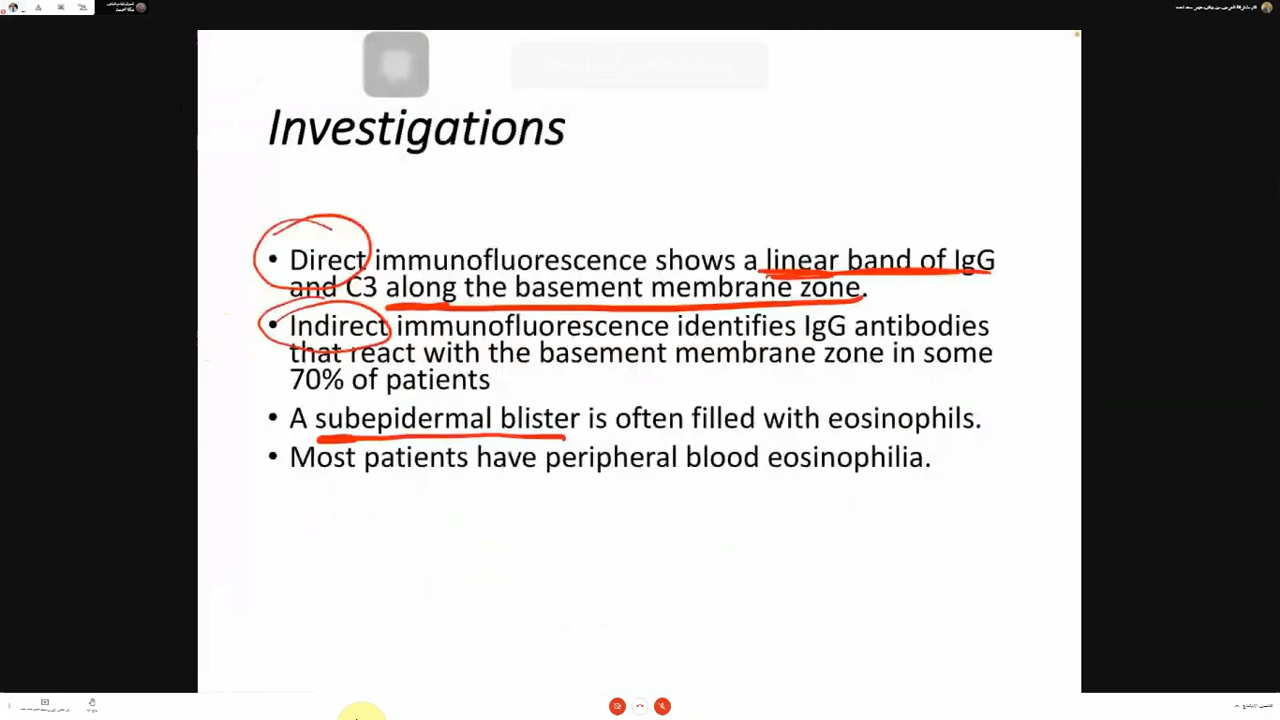 Investigations
• Direct immunofluorescence shows a linear band of IgG
and C3 along the basement membrane zone.
• Indirect immunofluorescence identifies IgG antibodies
that react with the basement membrane zone in some
70% of patients
• A subepidermal blister is often filled with eosinophils.
• Most patients have peripheral blood eosinophilia.